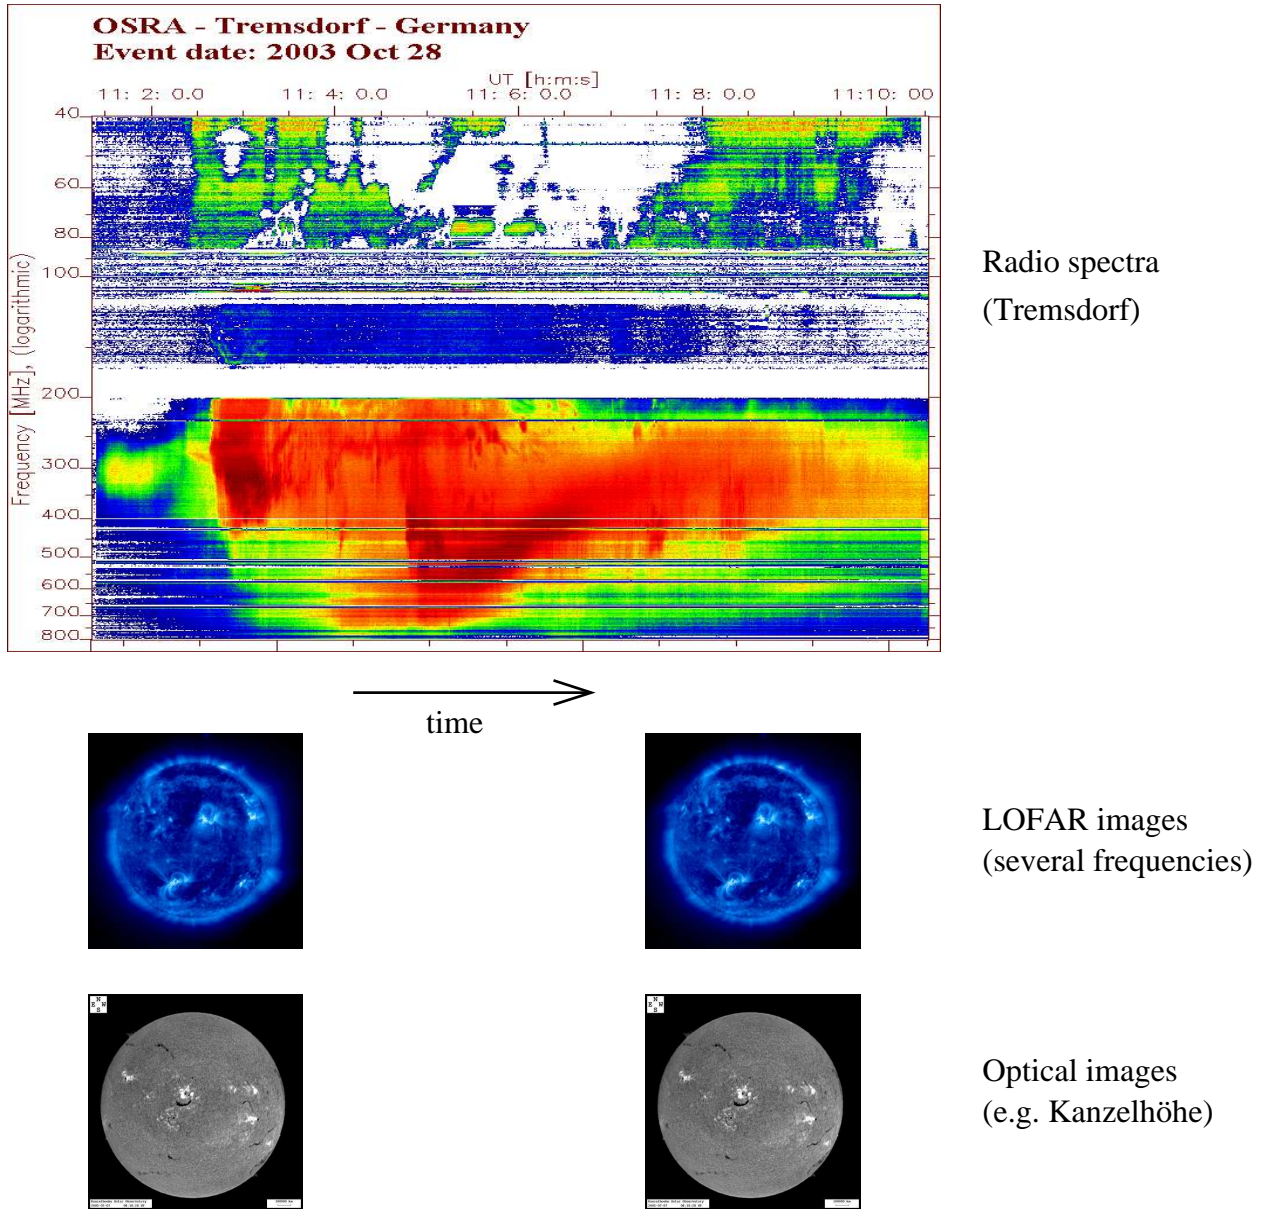 OSRA - Tremsdorf - Germany
Event date: 2003 Oct 28
UT [h:m:s]
11: 2: 0.0 11: 4: 0.0 11: 6: 0.0 11: 8: 0.0 11:10: 00
Frequency [MHz], (logarithmic)
40
60
80
100
200
300
400
500
600
700
800
Radio spectra
(Tremsdorf)
time
LOFAR images
(several frequencies)
N
E W
S
N
E W
S
Optical images
(e.g. Kanzelhöhe)